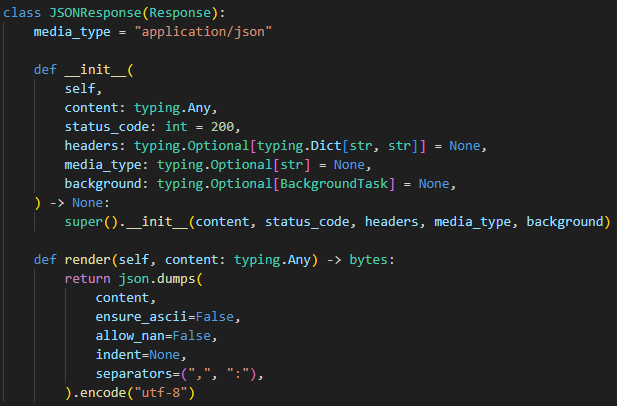 class JSONResponse(Response):
    media_type = "application/json"

    def __init__(
        self,
        content: typing.Any,
        status_code: int = 200,
        headers: typing.Optional[typing.Dict[str, str]] = None,
        media_type: typing.Optional[str] = None,
        background: typing.Optional[BackgroundTask] = None,
    ) -> None:
        super().__init__(content, status_code, headers, media_type, background)

    def render(self, content: typing.Any) -> bytes:
        return json.dumps(
            content,
            ensure_ascii=False,
            allow_nan=False,
            indent=None,
            separators=(",", ":"),
        ).encode("utf-8")